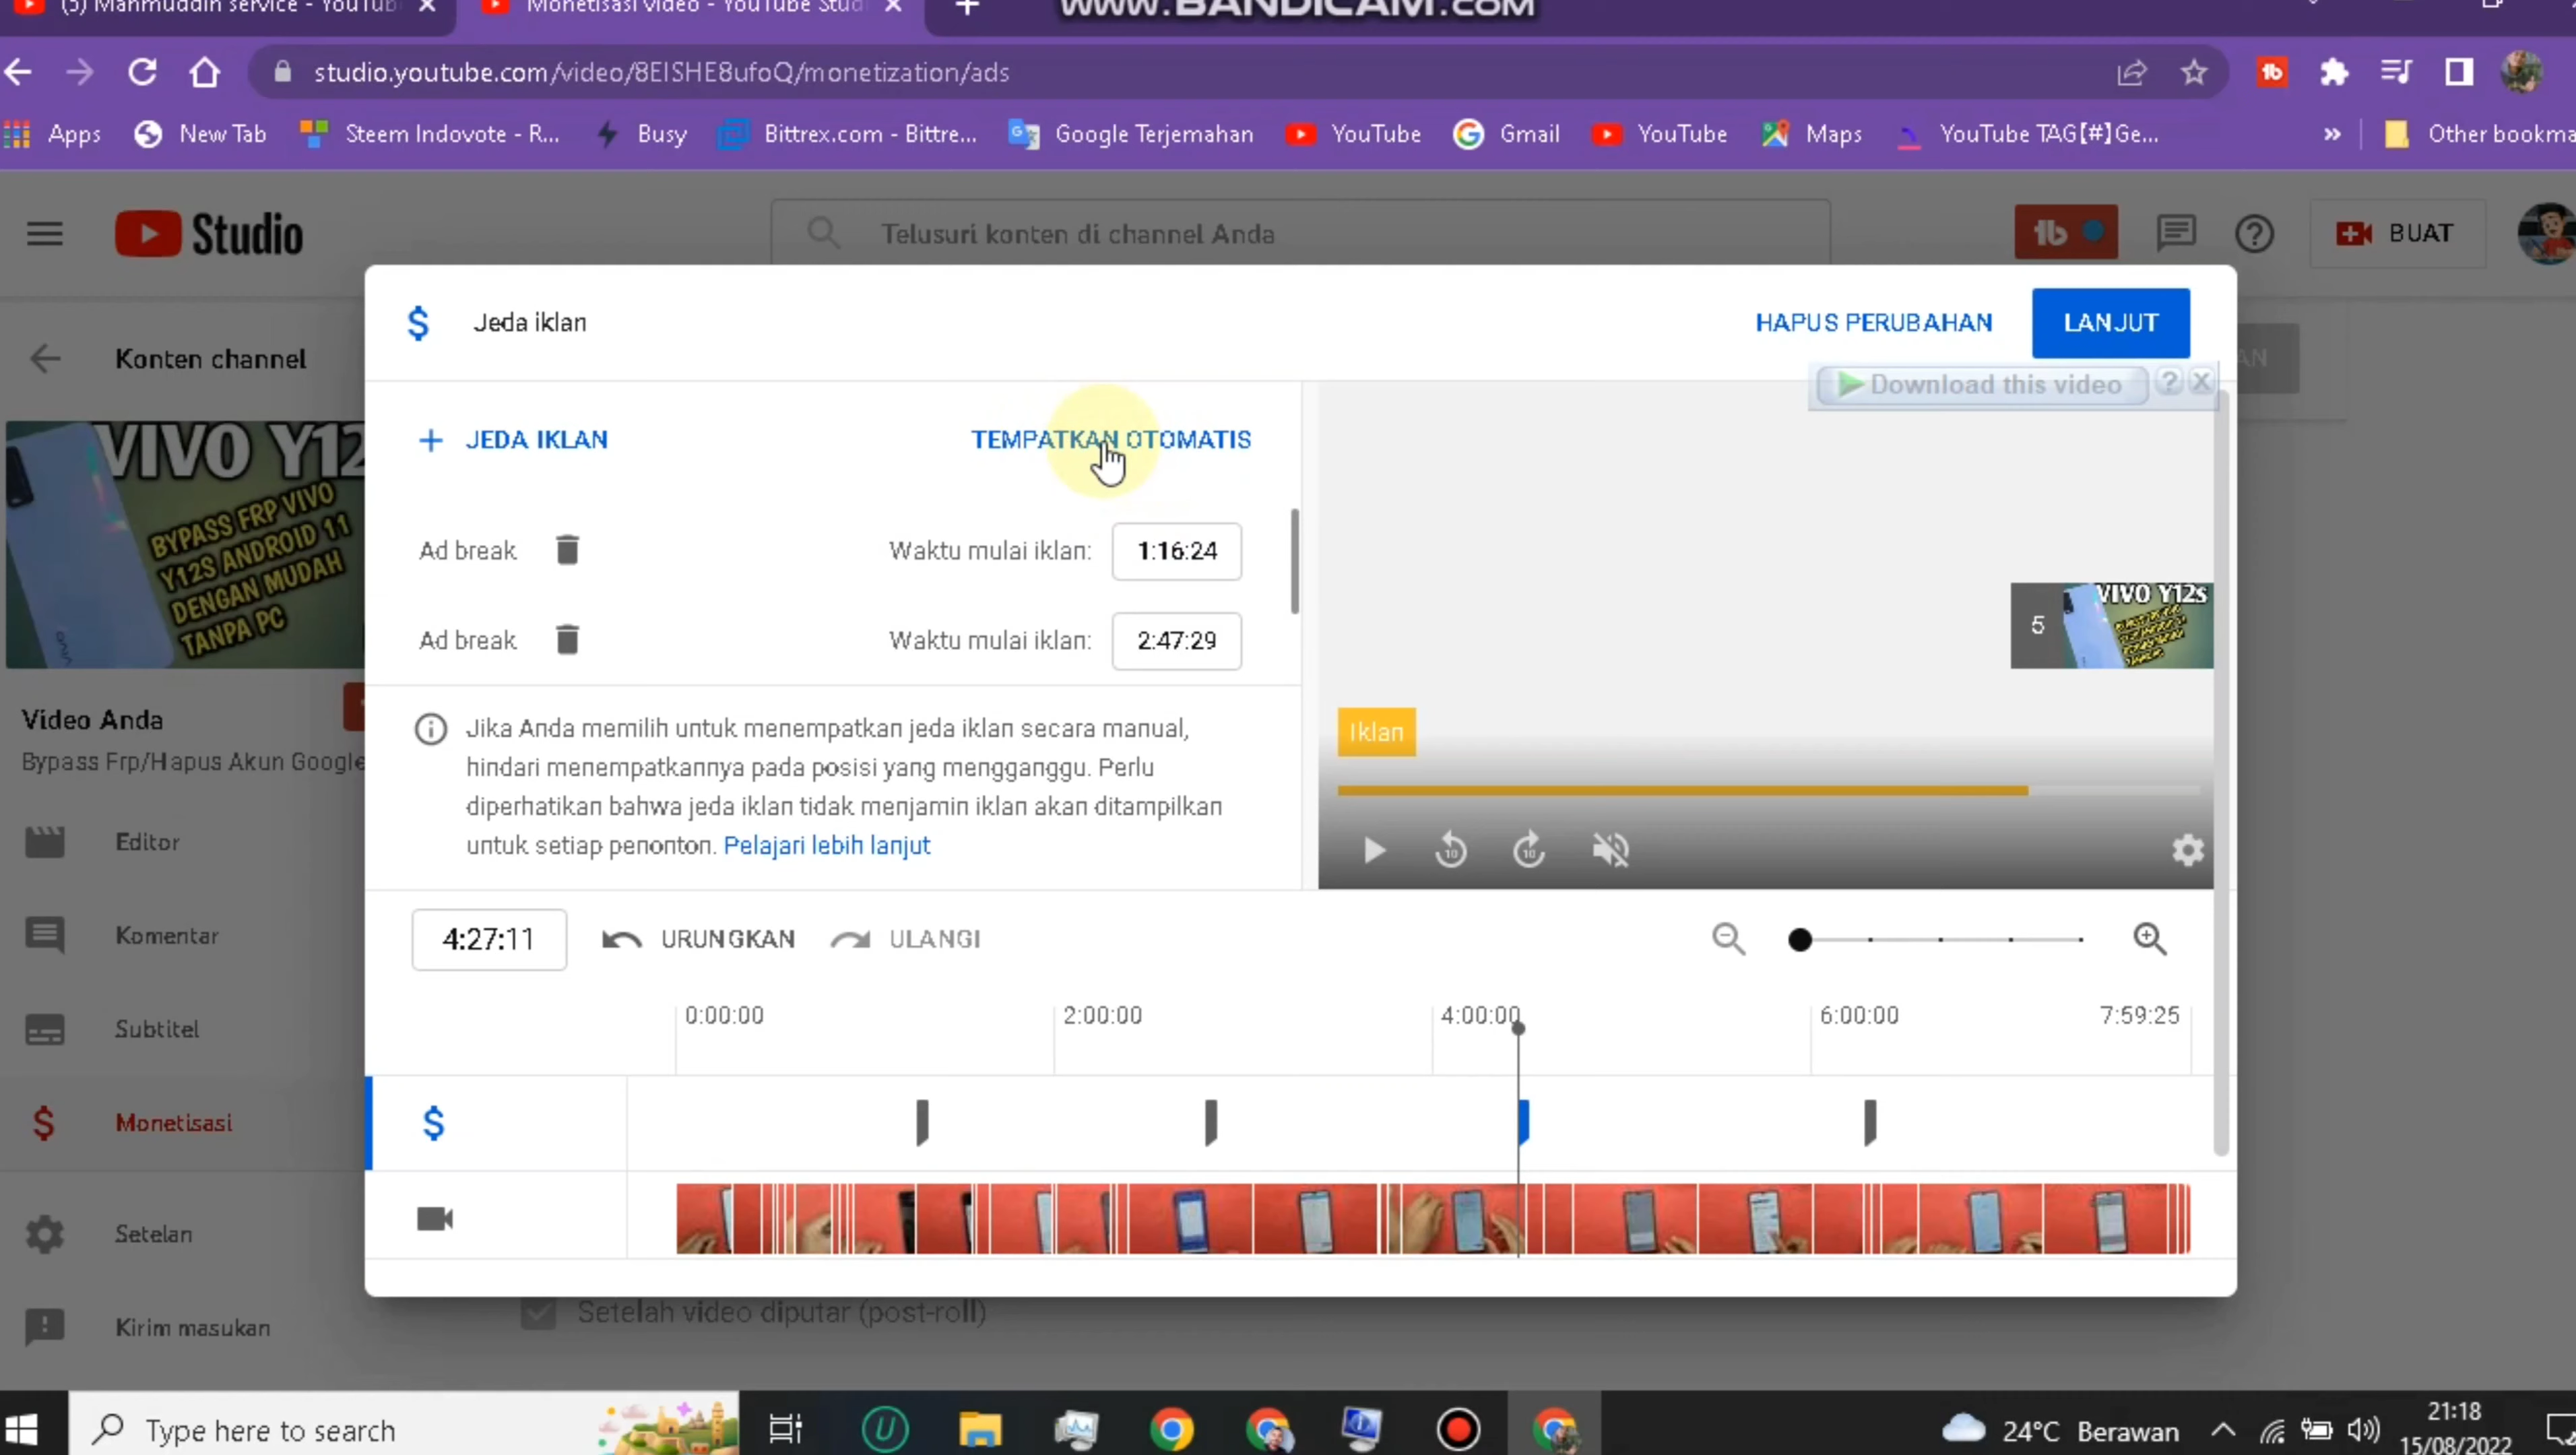 (5) Mahmuddin service - YouTub
Monetisasi video - YouTube Studi
WWW.BANDICAM.COM
studio.youtube.com/video/8EISHE8ufoQ/monetization/ads
Apps
New Tab
Steem Indovote - R...
Busy
Bittrex.com - Bittre...
Google Terjemahan
YouTube
Gmail
YouTube
Maps
YouTube TAG[#]Ge...
Other bookma
Studio
Telusuri konten di channel Anda
BUAT
Konten channel
Jeda iklan
HAPUS PERUBAHAN
LANJUT
AN
Download this video
JEDA IKLAN
TEMPATKAN OTOMATIS
Ad break
Waktu mulai iklan:
1:16:24
Ad break
Waktu mulai iklan:
2:47:29
VIVO Y12
BYPASS FRP VIVO
Y12S ANDROID 11
DENGAN MUDAH
TANPA PC
5
VIVO Y12s
Iklan
Jika Anda memilih untuk menempatkan jeda iklan secara manual,
hindari menempatkannya pada posisi yang mengganggu. Perlu
diperhatikan bahwa jeda iklan tidak menjamin iklan akan ditampilkan
untuk setiap penonton. Pelajari lebih lanjut
Video Anda
Bypass Frp/Hapus Akun Google
Editor
Komentar
Subtitel
Monetisasi
Setelan
Kirim masukan
4:27:11
URUNGKAN
ULANGI
0:00:00
2:00:00
4:00:00
6:00:00
7:59:25
Setelah video diputar (post-roll)
Type here to search
24°C Berawan
21:18
15/08/2022